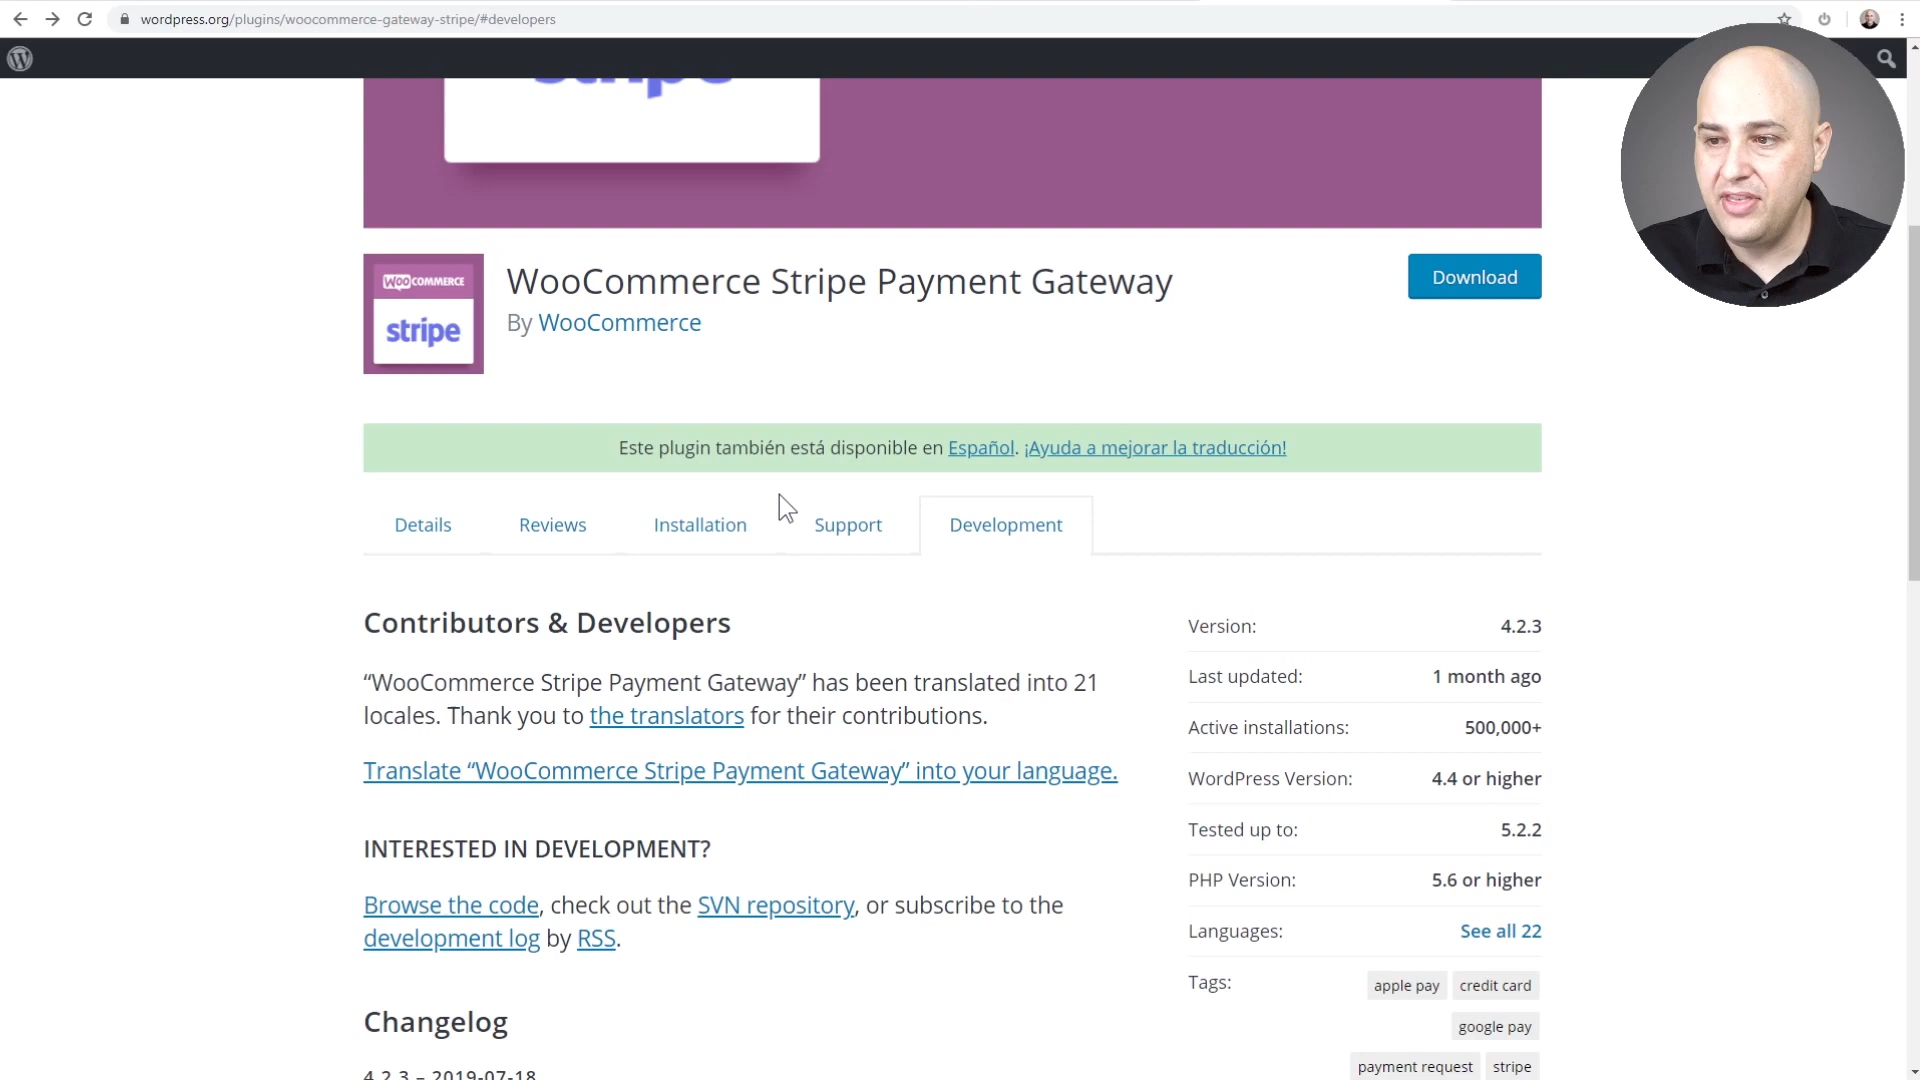 wordpress.org/plugins/woocommerce-gateway-stripe/#developers
stripe
WooCommerce Stripe Payment Gateway
By WooCommerce
Download
WOO COMMERCE
stripe
Este plugin también está disponible en Español. ¡Ayuda a mejorar la traducción!
Details
Reviews
Installation
Support
Development
Contributors & Developers
“WooCommerce Stripe Payment Gateway” has been translated into 21
locales. Thank you to the translators for their contributions.
Translate “WooCommerce Stripe Payment Gateway” into your language.
INTERESTED IN DEVELOPMENT?
Browse the code, check out the SVN repository, or subscribe to the
development log by RSS.
Changelog
4.2.3 – 2019-07-18
Version: 4.2.3
Last updated: 1 month ago
Active installations: 500,000+
WordPress Version: 4.4 or higher
Tested up to: 5.2.2
PHP Version: 5.6 or higher
Languages: See all 22
Tags: apple pay credit card
google pay
payment request stripe